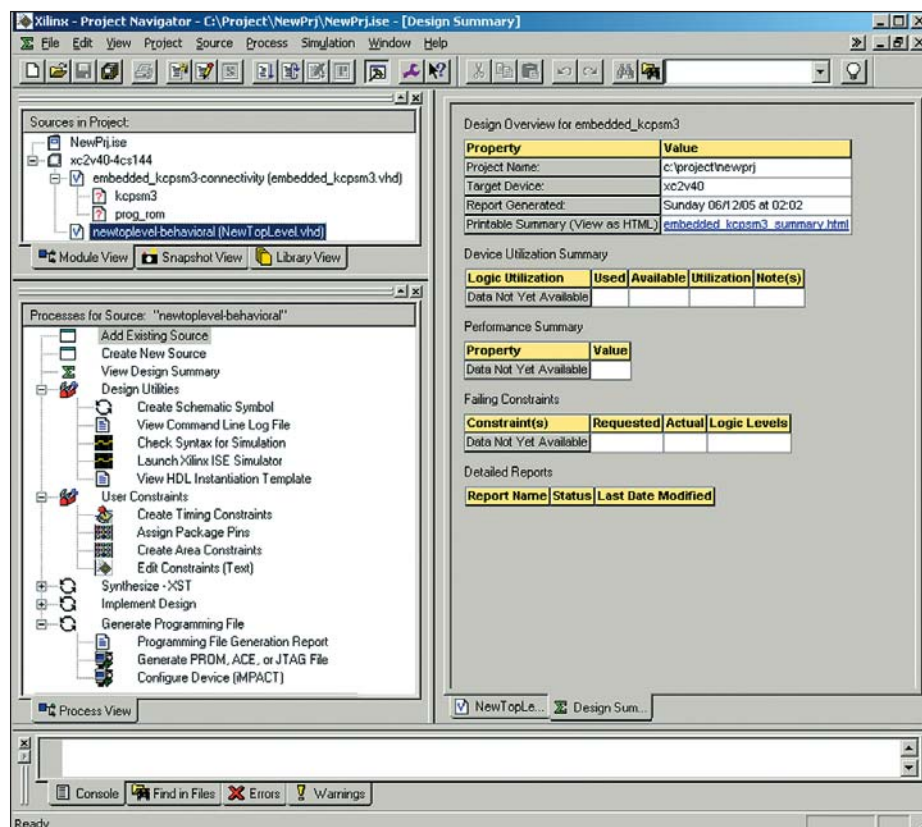 Xilinx - Project Navigator - C:\Project\NewPrj\NewPrj.ise - [Design Summary]
File Edit View Project Source Process Simulation Window Help
Sources in Project:
NewPrj.ise
xc2v40-4cs144
embedded_kcpsm3-connectivity (embedded_kcpsm3.vhd)
kcpsm3
prog_rom
newtoplevel-behavioral (NewTopLevel.vhd)
Module View Snapshot View Library View
Processes for Source: "newtoplevel-behavioral"
Add Existing Source
Create New Source
View Design Summary
Design Utilities
Create Schematic Symbol
View Command Line Log File
Check Syntax for Simulation
Launch Xilinx ISE Simulator
View HDL Instantiation Template
User Constraints
Create Timing Constraints
Assign Package Pins
Create Area Constraints
Edit Constraints (Text)
Synthesize - XST
Implement Design
Generate Programming File
Programming File Generation Report
Generate PROM, ACE, or JTAG File
Configure Device (iMPACT)
Process View
Design Overview for embedded_kcpsm3
Property Value
Project Name: c:\project\newprj
Target Device: xc2v40
Report Generated: Sunday 06/12/05 at 02:02
Printable Summary (View as HTML) embedded_kcpsm3_summary.html
Device Utilization Summary
Logic Utilization Used Available Utilization Note(s)
Data Not Yet Available
Performance Summary
Property Value
Data Not Yet Available
Failing Constraints
Constraint(s) Requested Actual Logic Levels
Data Not Yet Available
Detailed Reports
Report Name Status Last Date Modified
NewTopLe... Design Sum...
Console Find in Files Errors Warnings
Ready